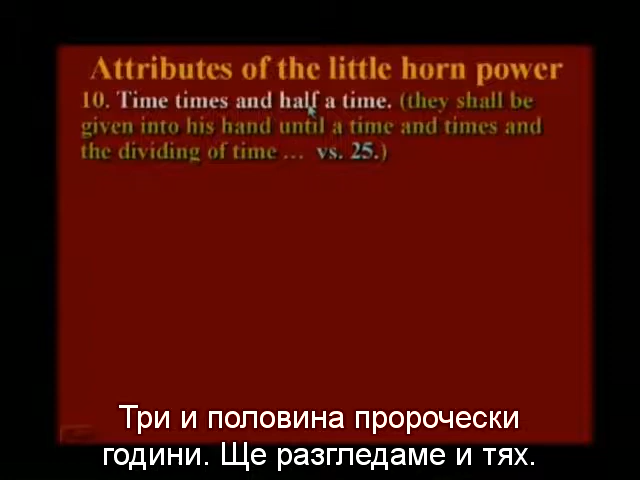 Attributes of the little horn power
10. Time times and half a time. (they shall be
given into his hand until a time and times and
the dividing of time ... vs. 25.)
Три и половина пророчески
години. Ще разгледаме и тях.